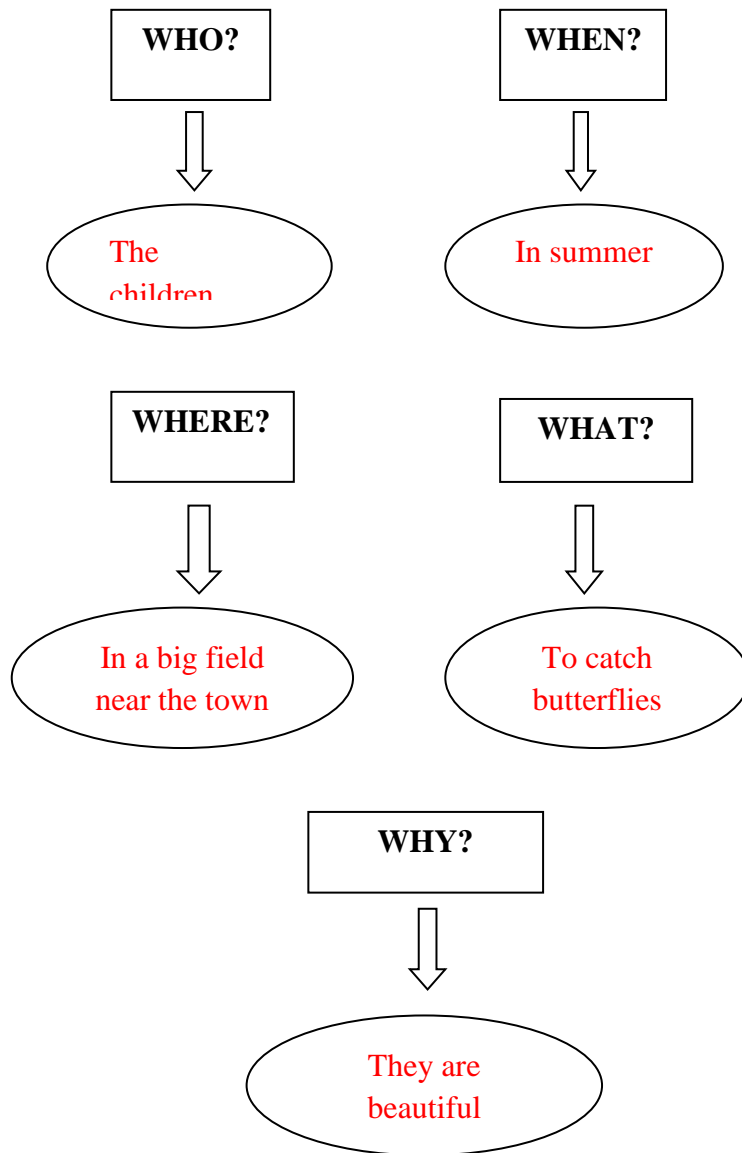 WHO?
WHEN?
The
children
In summer
WHERE?
WHAT?
In a big field
near the town
To catch
butterflies
WHY?
They are
beautiful